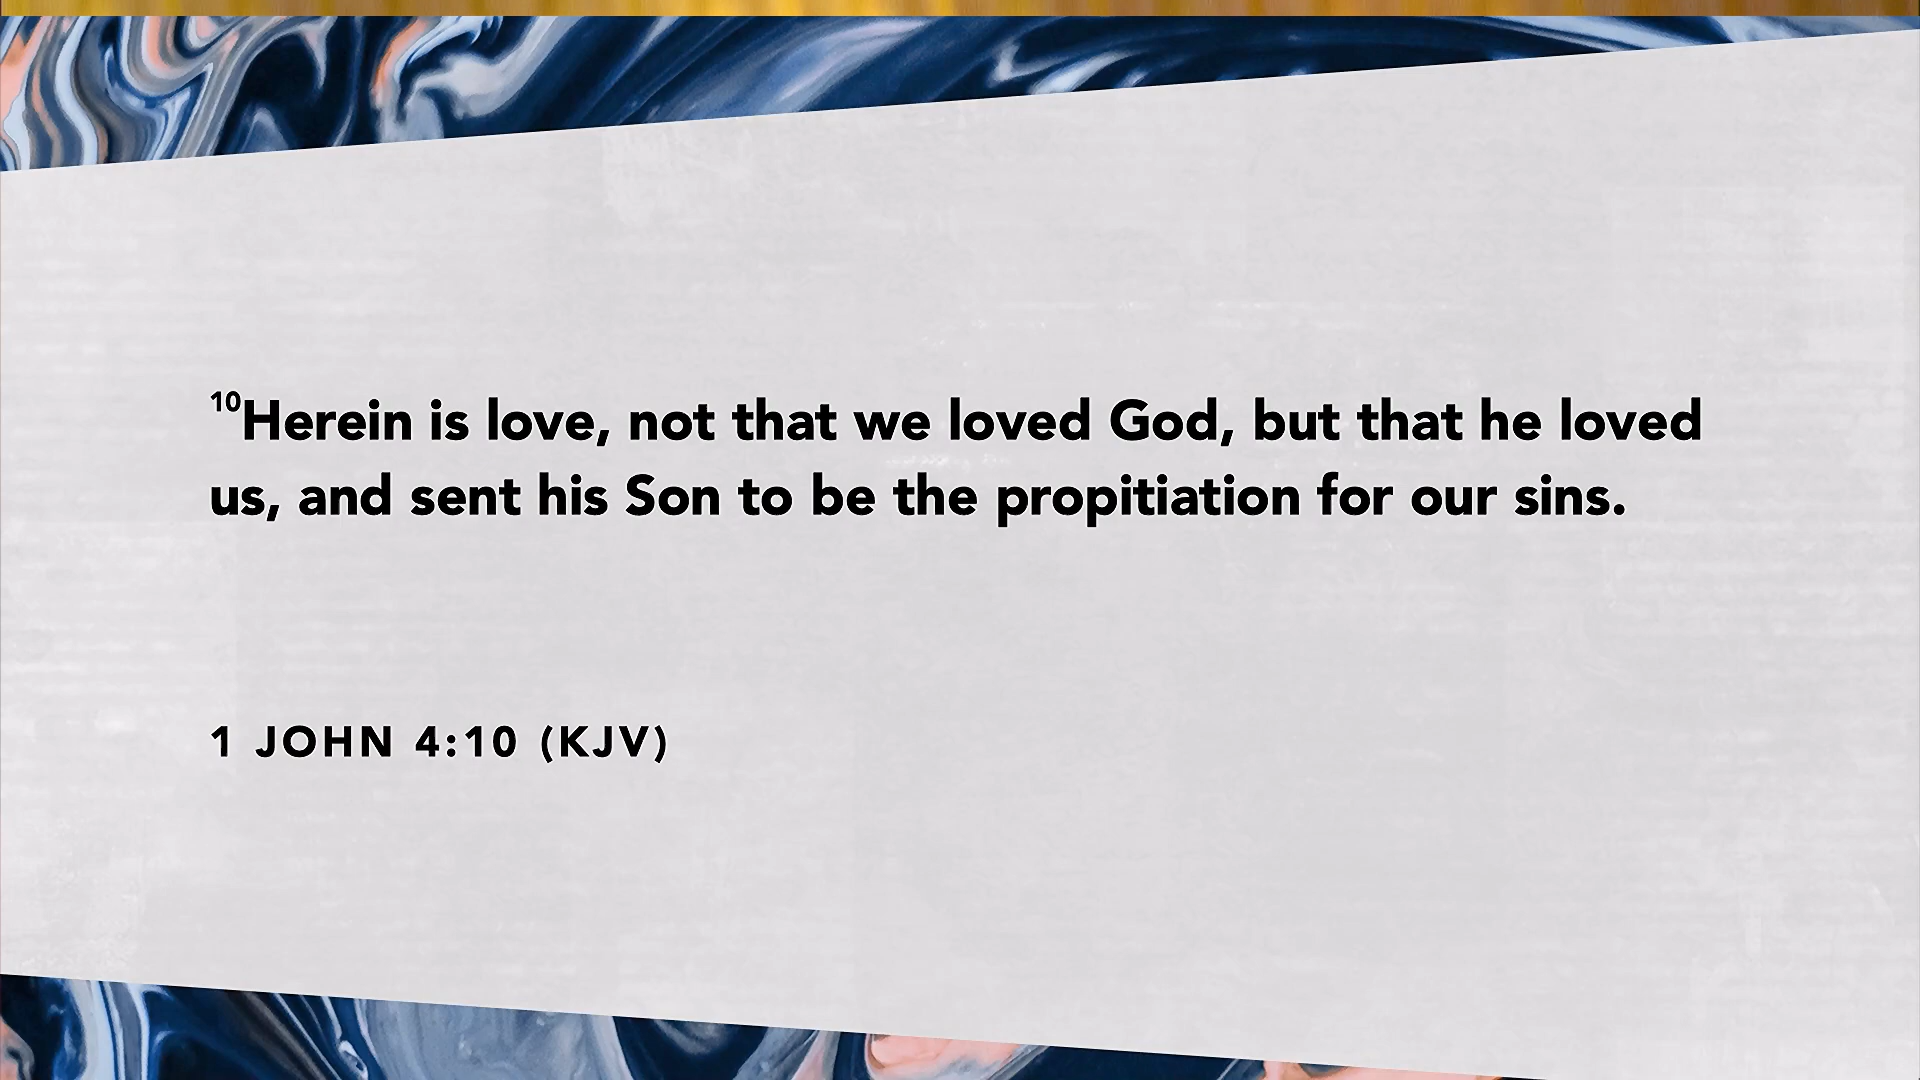 10Herein is love, not that we loved God, but that he loved
us, and sent his Son to be the propitiation for our sins.
1 JOHN 4:10 (KJV)